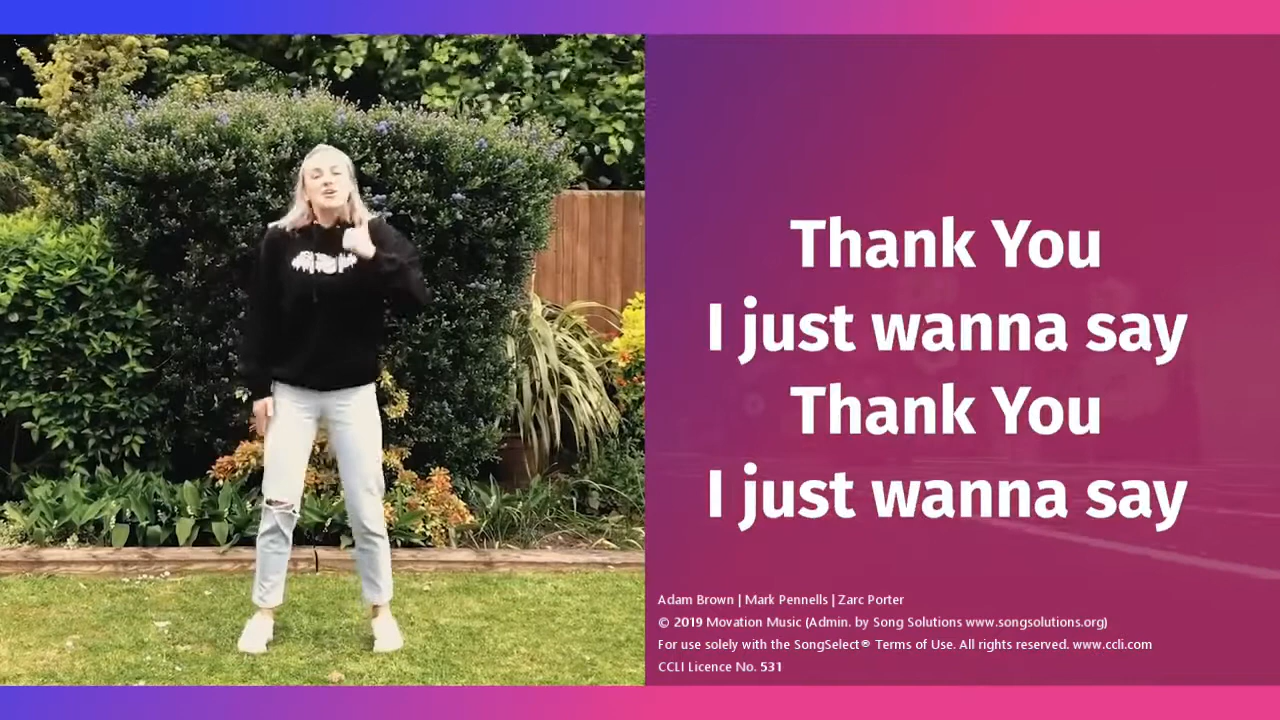 Thank You
I just wanna say
Thank You
I just wanna say
Adam Brown | Mark Pennells | Zarc Porter
© 2019 Movation Music (Admin. by Song Solutions www.songsolutions.org)
For use solely with the SongSelect® Terms of Use. All rights reserved. www.ccli.com
CCLI Licence No. 531